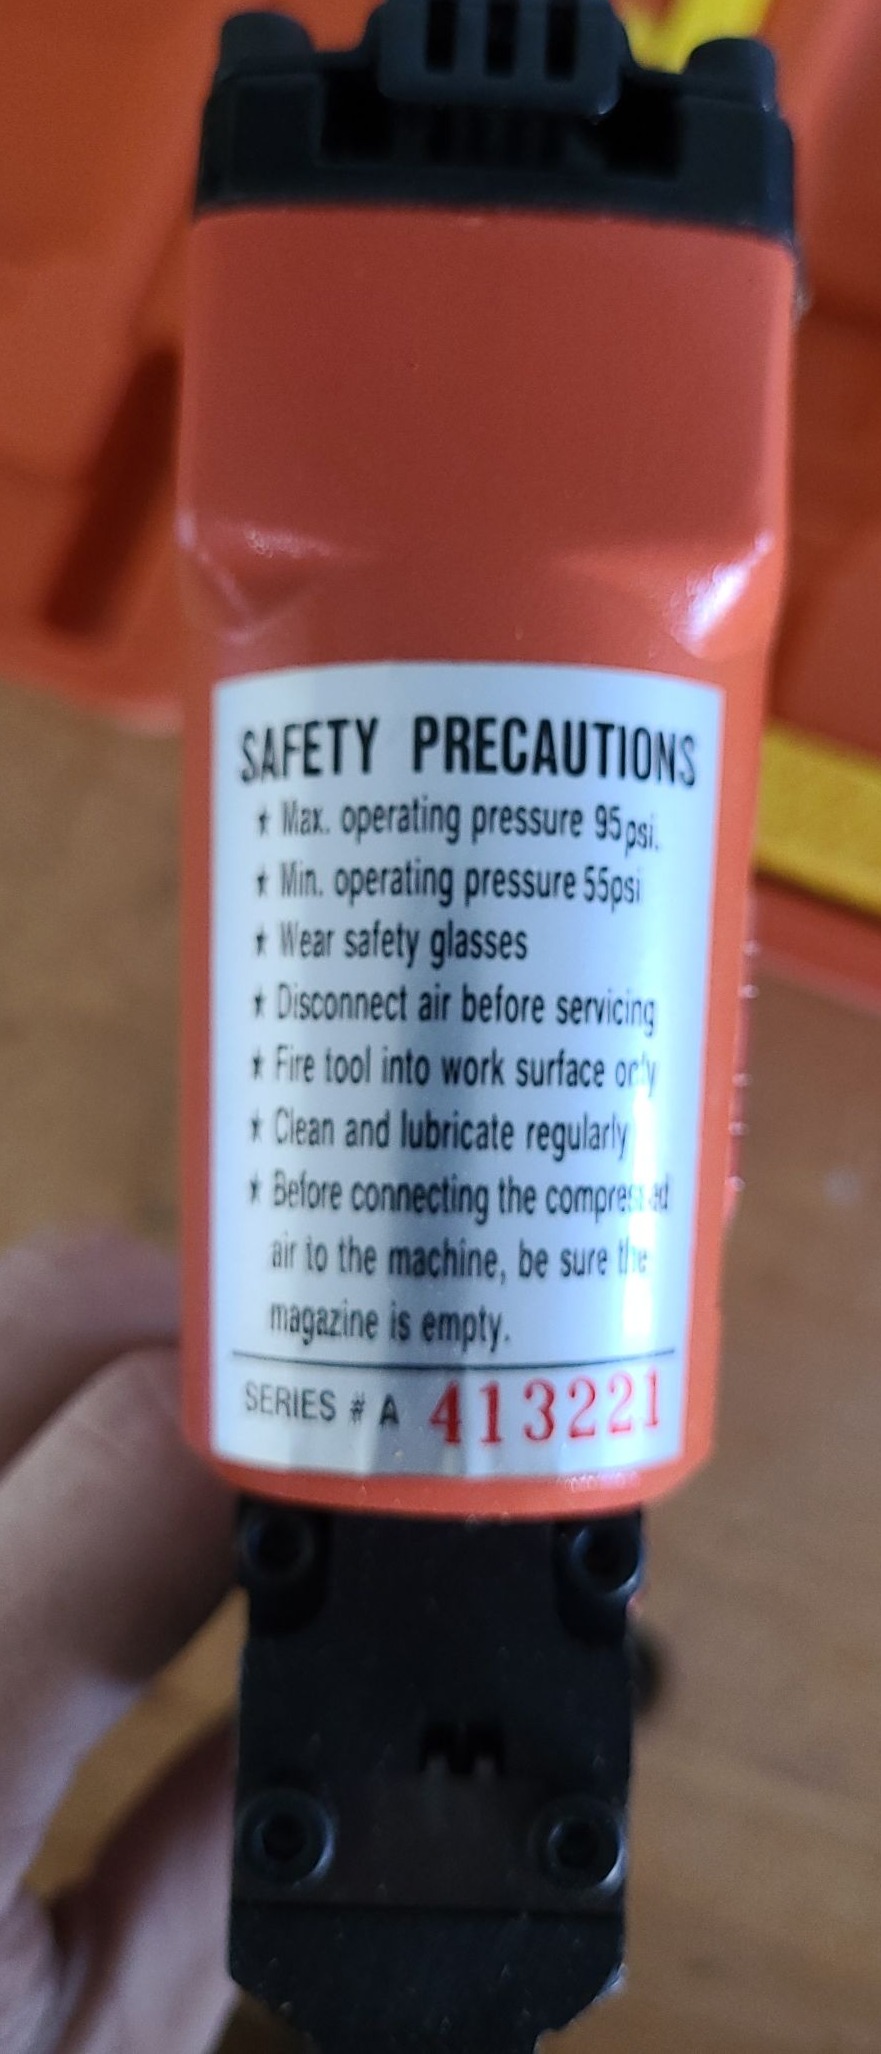 SAFETY PRECAUTIONS
★ Max. operating pressure 95psi.
★ Min. operating pressure 55psi
★ Wear safety glasses
★ Disconnect air before servicing
★ Fire tool into work surface only
★ Clean and lubricate regularly
★ Before connecting the compressed
air to the machine, be sure the
magazine is empty.
SERIES # A 413221